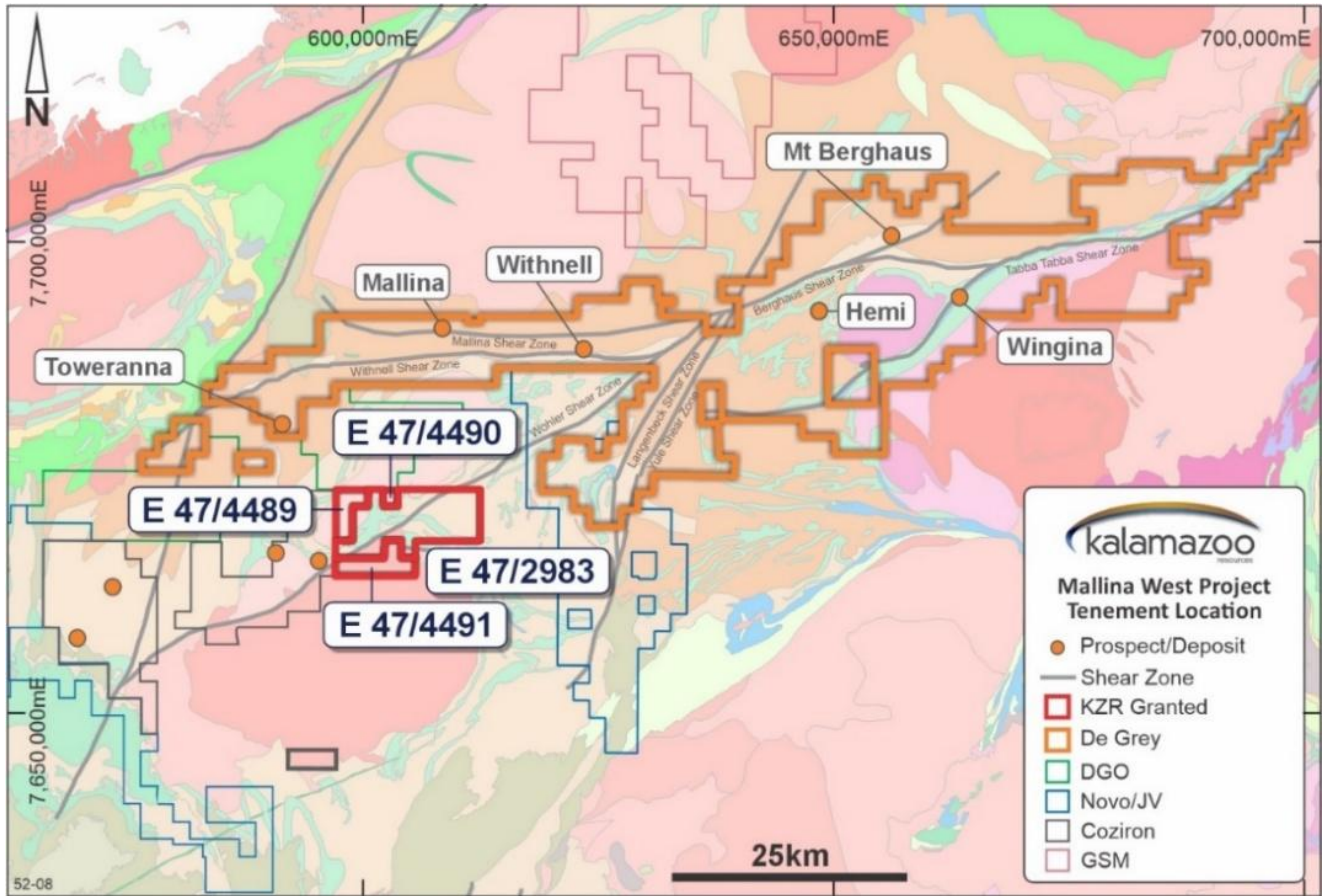 600,000mE
650,000mE
700,000mE
N
7,700,000mE
7,650,000mE
Mt Berghaus
Mallina
Withnell
Toweranna
Hemi
Wingina
Tabba Tabba Shear Zone
Berghaus Shear Zone
Mallina Shear Zone
Withnell Shear Zone
Wohler Shear Zone
Langenbeck Shear Zone
Yule Shear Zone
E 47/4490
E 47/4489
E 47/2983
E 47/4491
kalamazoo
resources
Mallina West Project
Tenement Location
Prospect/Deposit
Shear Zone
KZR Granted
De Grey
DGO
Novo/JV
Coziron
GSM
25km
52-08